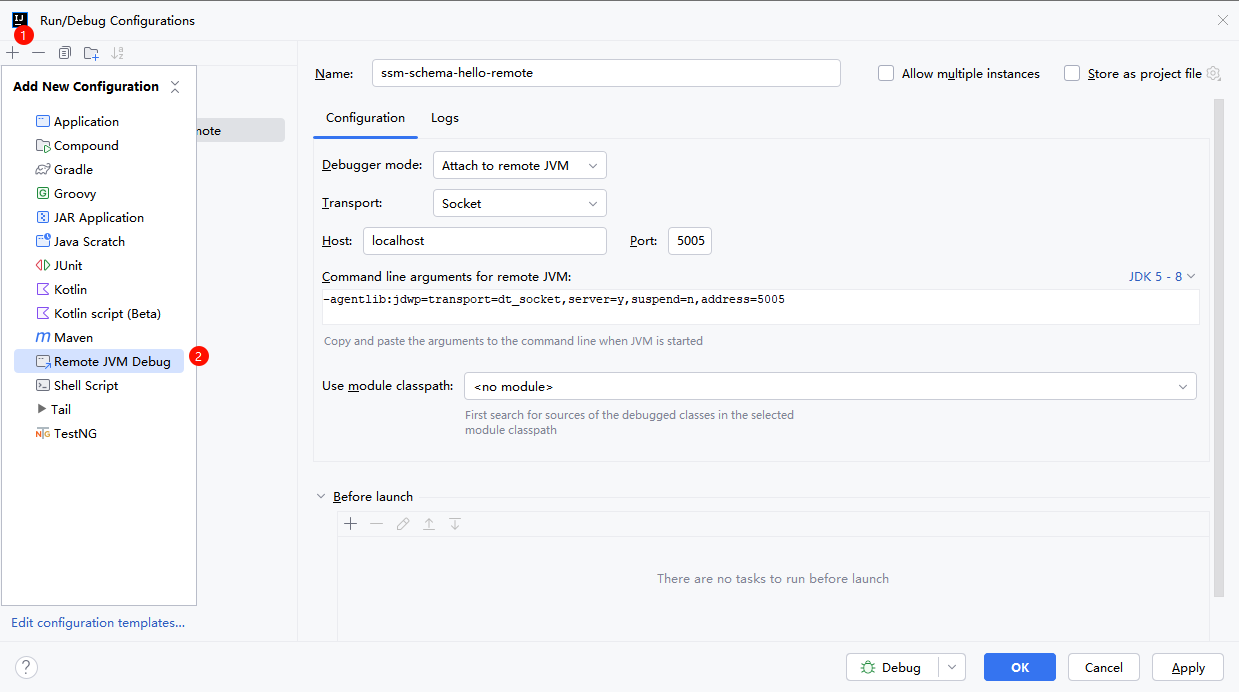 Run/Debug Configurations
1
Add New Configuration
Application
Compound
Gradle
Groovy
JAR Application
Java Scratch
JUnit
Kotlin
Kotlin script (Beta)
Maven
Remote JVM Debug
2
Shell Script
Tail
TestNG
note
Edit configuration templates...
Name: ssm-schema-hello-remote
Allow multiple instances
Store as project file
Configuration Logs
Debugger mode: Attach to remote JVM
Transport: Socket
Host: localhost Port: 5005
Command line arguments for remote JVM: JDK 5 - 8
-agentlib:jdwp=transport=dt_socket,server=y,suspend=n,address=5005
Copy and paste the arguments to the command line when JVM is started
Use module classpath: <no module>
First search for sources of the debugged classes in the selected
module classpath
Before launch
There are no tasks to run before launch
? Debug OK Cancel Apply